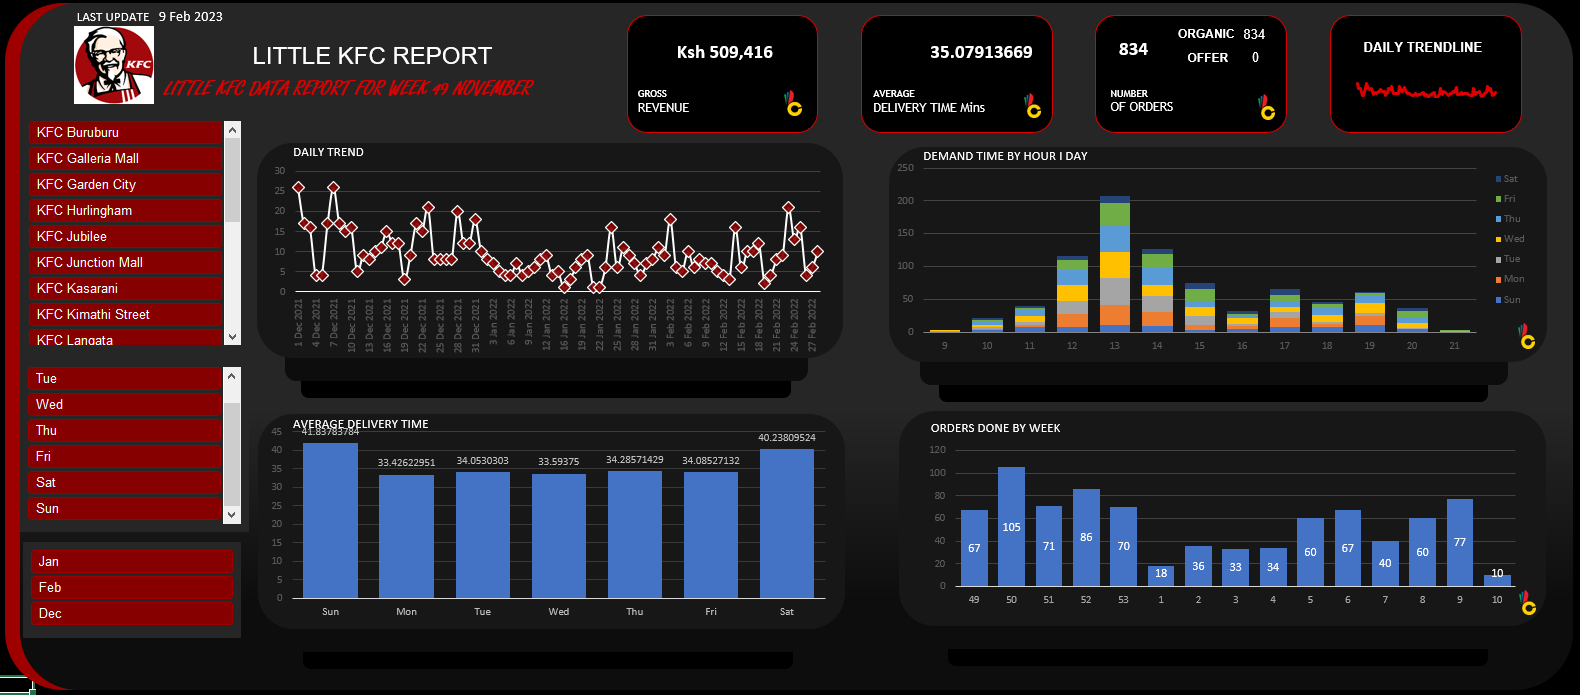 LAST UPDATE 9 Feb 2023
KFC
LITTLE KFC REPORT
LITTLE KFC DATA REPORT FOR WEEK 49 NOVEMBER
Ksh 509,416
GROSS
REVENUE
35.07913669
AVERAGE
DELIVERY TIME Mins
834
ORGANIC 834
OFFER 0
NUMBER
OF ORDERS
DAILY TRENDLINE
KFC Buruburu
KFC Galleria Mall
KFC Garden City
KFC Hurlingham
KFC Jubilee
KFC Junction Mall
KFC Kasarani
KFC Kimathi Street
KFC Langata
Tue
Wed
Thu
Fri
Sat
Sun
Jan
Feb
Dec
DAILY TREND
30
25
20
15
10
5
0
1 Dec 2021
4 Dec 2021
7 Dec 2021
10 Dec 2021
13 Dec 2021
16 Dec 2021
19 Dec 2021
22 Dec 2021
25 Dec 2021
28 Dec 2021
31 Dec 2021
3 Jan 2022
6 Jan 2022
9 Jan 2022
12 Jan 2022
16 Jan 2022
19 Jan 2022
22 Jan 2022
25 Jan 2022
28 Jan 2022
31 Jan 2022
3 Feb 2022
6 Feb 2022
9 Feb 2022
12 Feb 2022
15 Feb 2022
18 Feb 2022
21 Feb 2022
24 Feb 2022
27 Feb 2022
DEMAND TIME BY HOUR I DAY
250
200
150
100
50
0
9 10 11 12 13 14 15 16 17 18 19 20 21
Sat
Fri
Thu
Wed
Tue
Mon
Sun
AVERAGE DELIVERY TIME
45
40
35
30
25
20
15
10
5
0
41.83783784
33.42622951
34.0530303
33.59375
34.28571429
34.08527132
40.23809524
Sun Mon Tue Wed Thu Fri Sat
ORDERS DONE BY WEEK
120
100
80
60
40
20
0
67 105 71 86 70 18 36 33 34 60 67 40 60 77 10
49 50 51 52 53 1 2 3 4 5 6 7 8 9 10